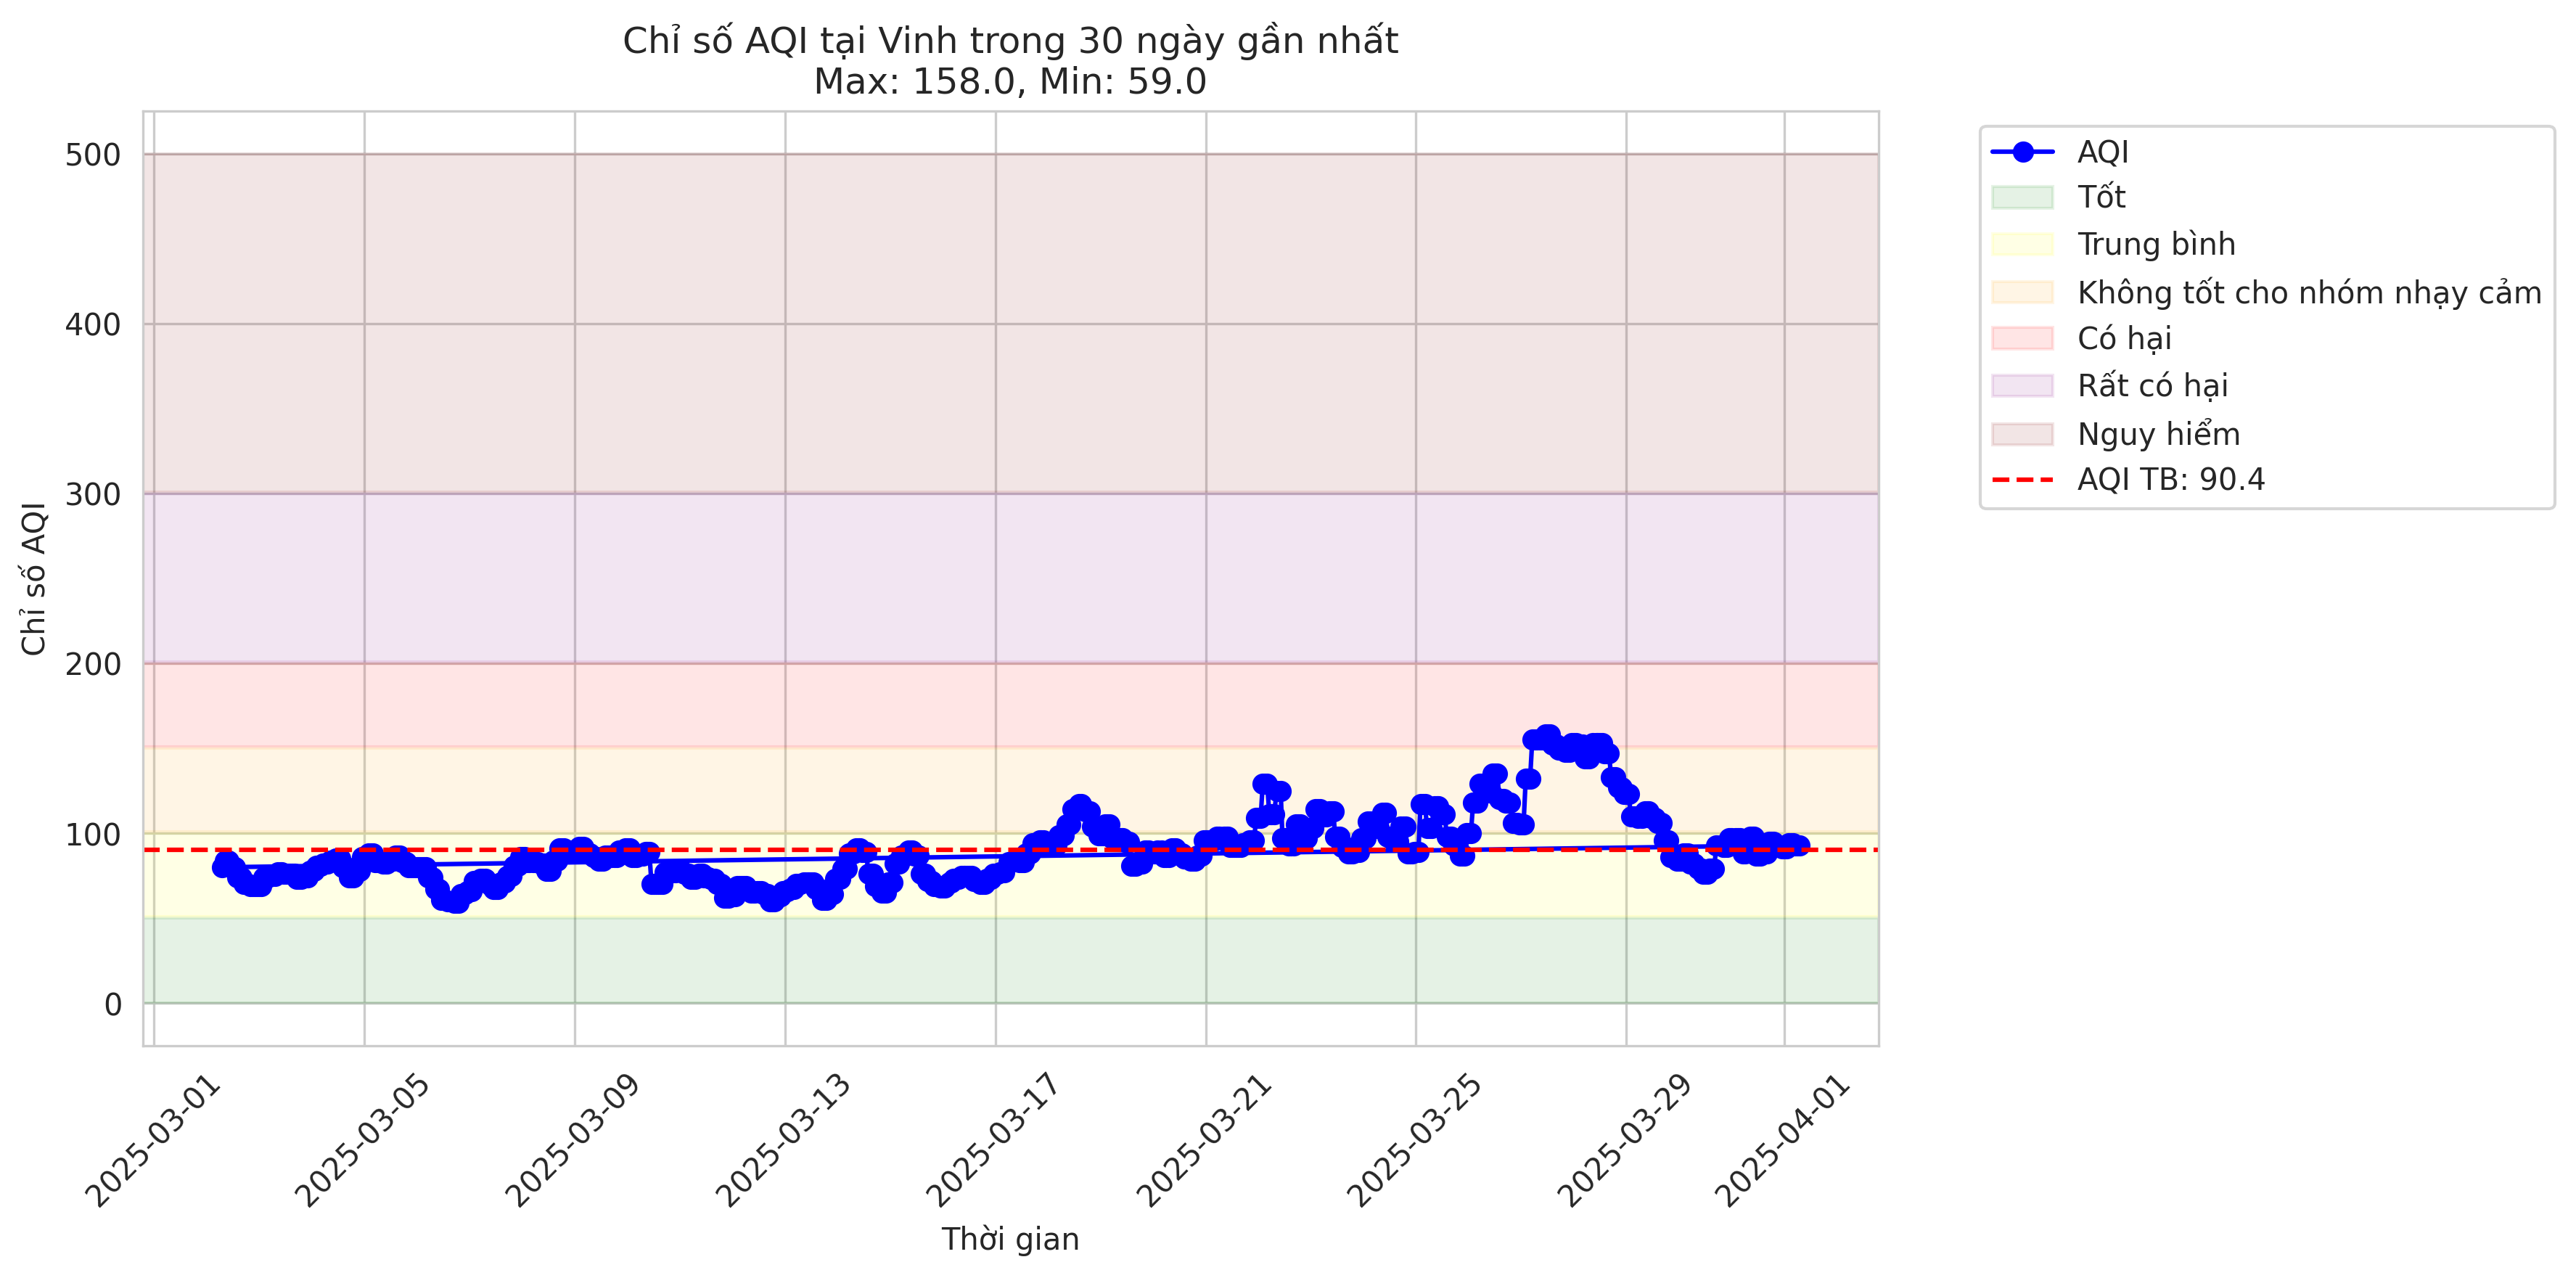 Chỉ số AQI tại Vinh trong 30 ngày gần nhất
Max: 158.0, Min: 59.0
Chỉ số AQI
500
400
300
200
100
0
2025-03-01
2025-03-05
2025-03-09
2025-03-13
2025-03-17
2025-03-21
2025-03-25
2025-03-29
2025-04-01
Thời gian
AQI
Tốt
Trung bình
Không tốt cho nhóm nhạy cảm
Có hại
Rất có hại
Nguy hiểm
AQI TB: 90.4